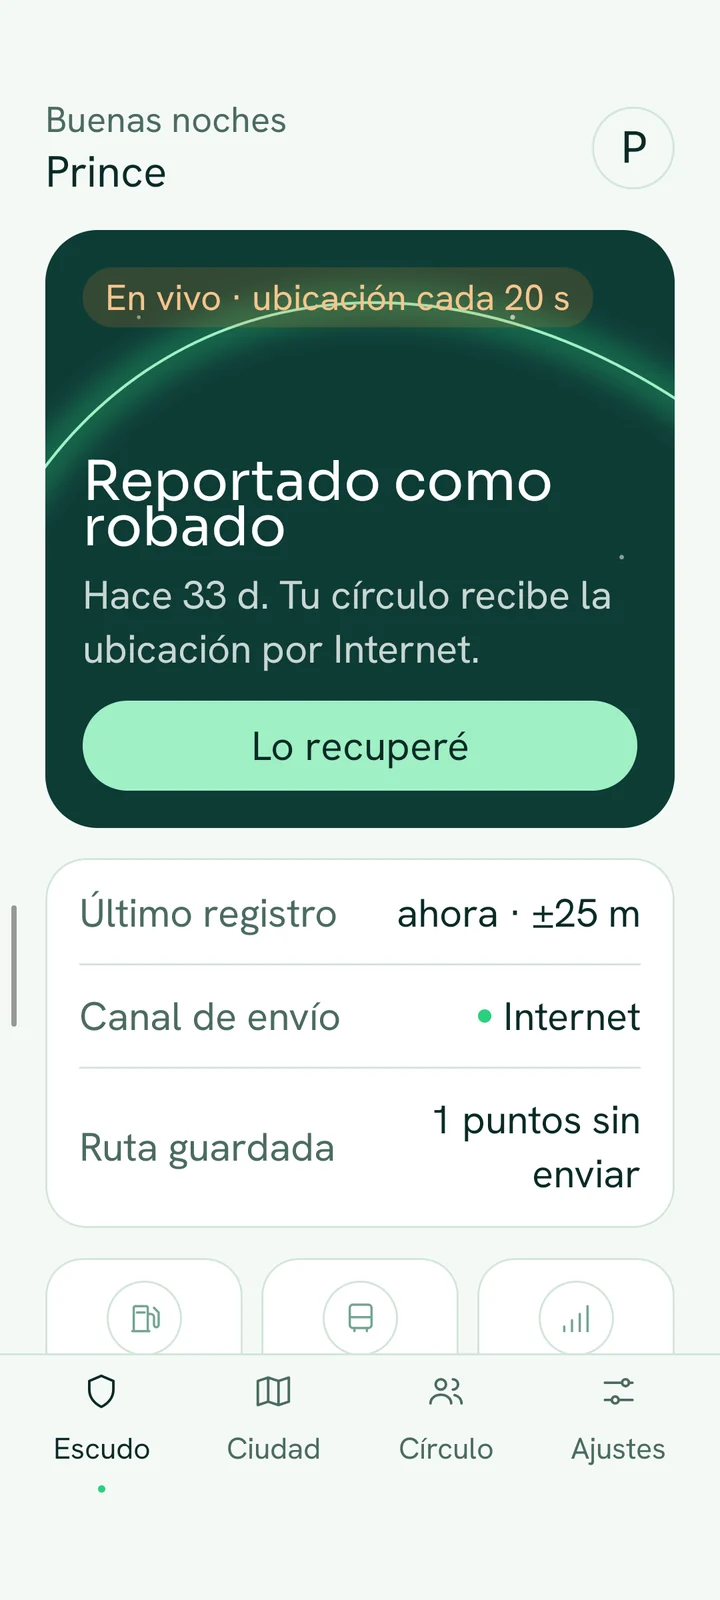 Buenas noches
Prince
P
En vivo · ubicación cada 20 s
Reportado como
robado
Hace 33 d. Tu círculo recibe la
ubicación por Internet.
Lo recuperé
Último registro ahora · ±25 m
Canal de envío Internet
Ruta guardada 1 puntos sin
enviar
Escudo Ciudad Círculo Ajustes